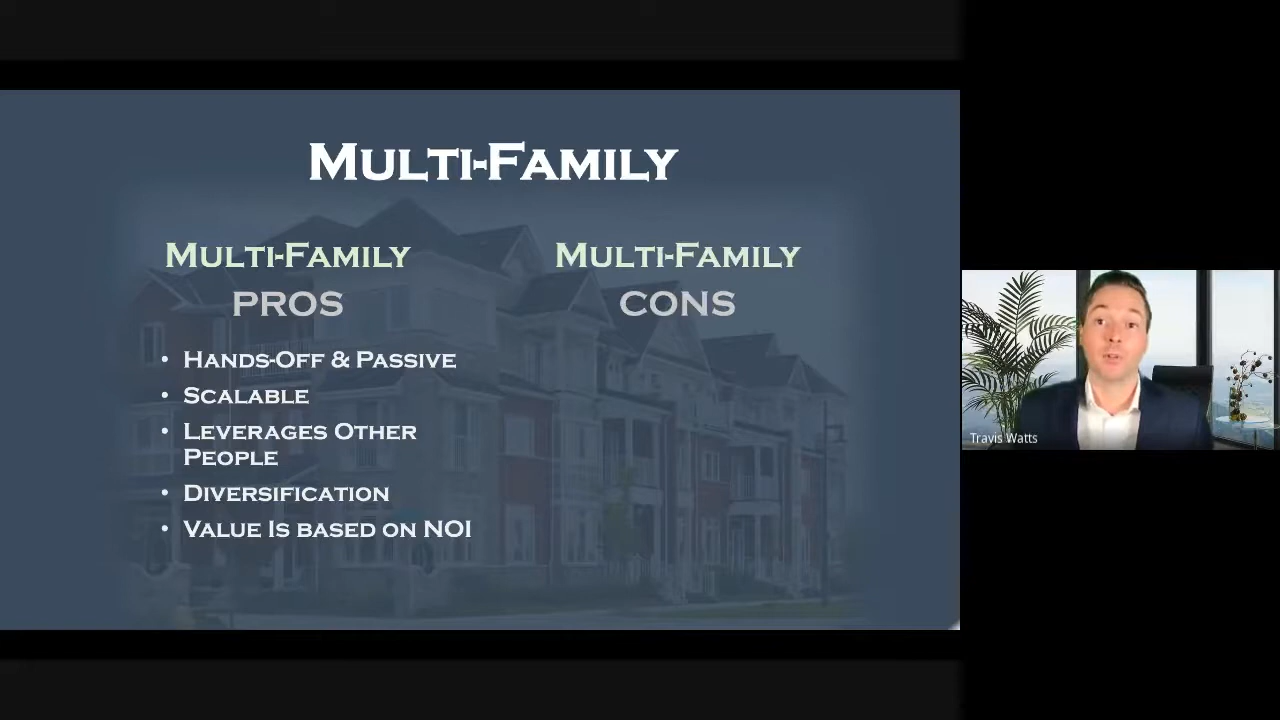 Multi-Family
Multi-Family
PROS
• Hands-Off & Passive
• Scalable
• Leverages Other
People
• Diversification
• Value Is based on NOI
Multi-Family
CONS
Travis Watts